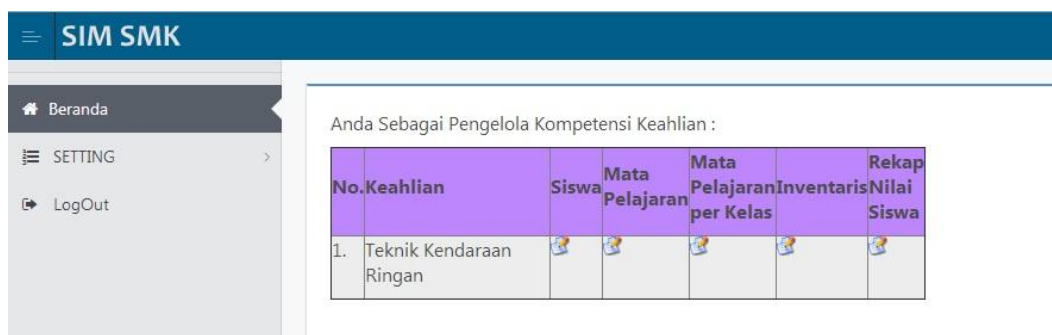 SIM SMK
Beranda
SETTING
LogOut
Anda Sebagai Pengelola Kompetensi Keahlian :
No. Keahlian Siswa Mata Pelajaran Mata Pelajaran per Kelas Inventaris Rekap Nilai Siswa
1. Teknik Kendaraan Ringan